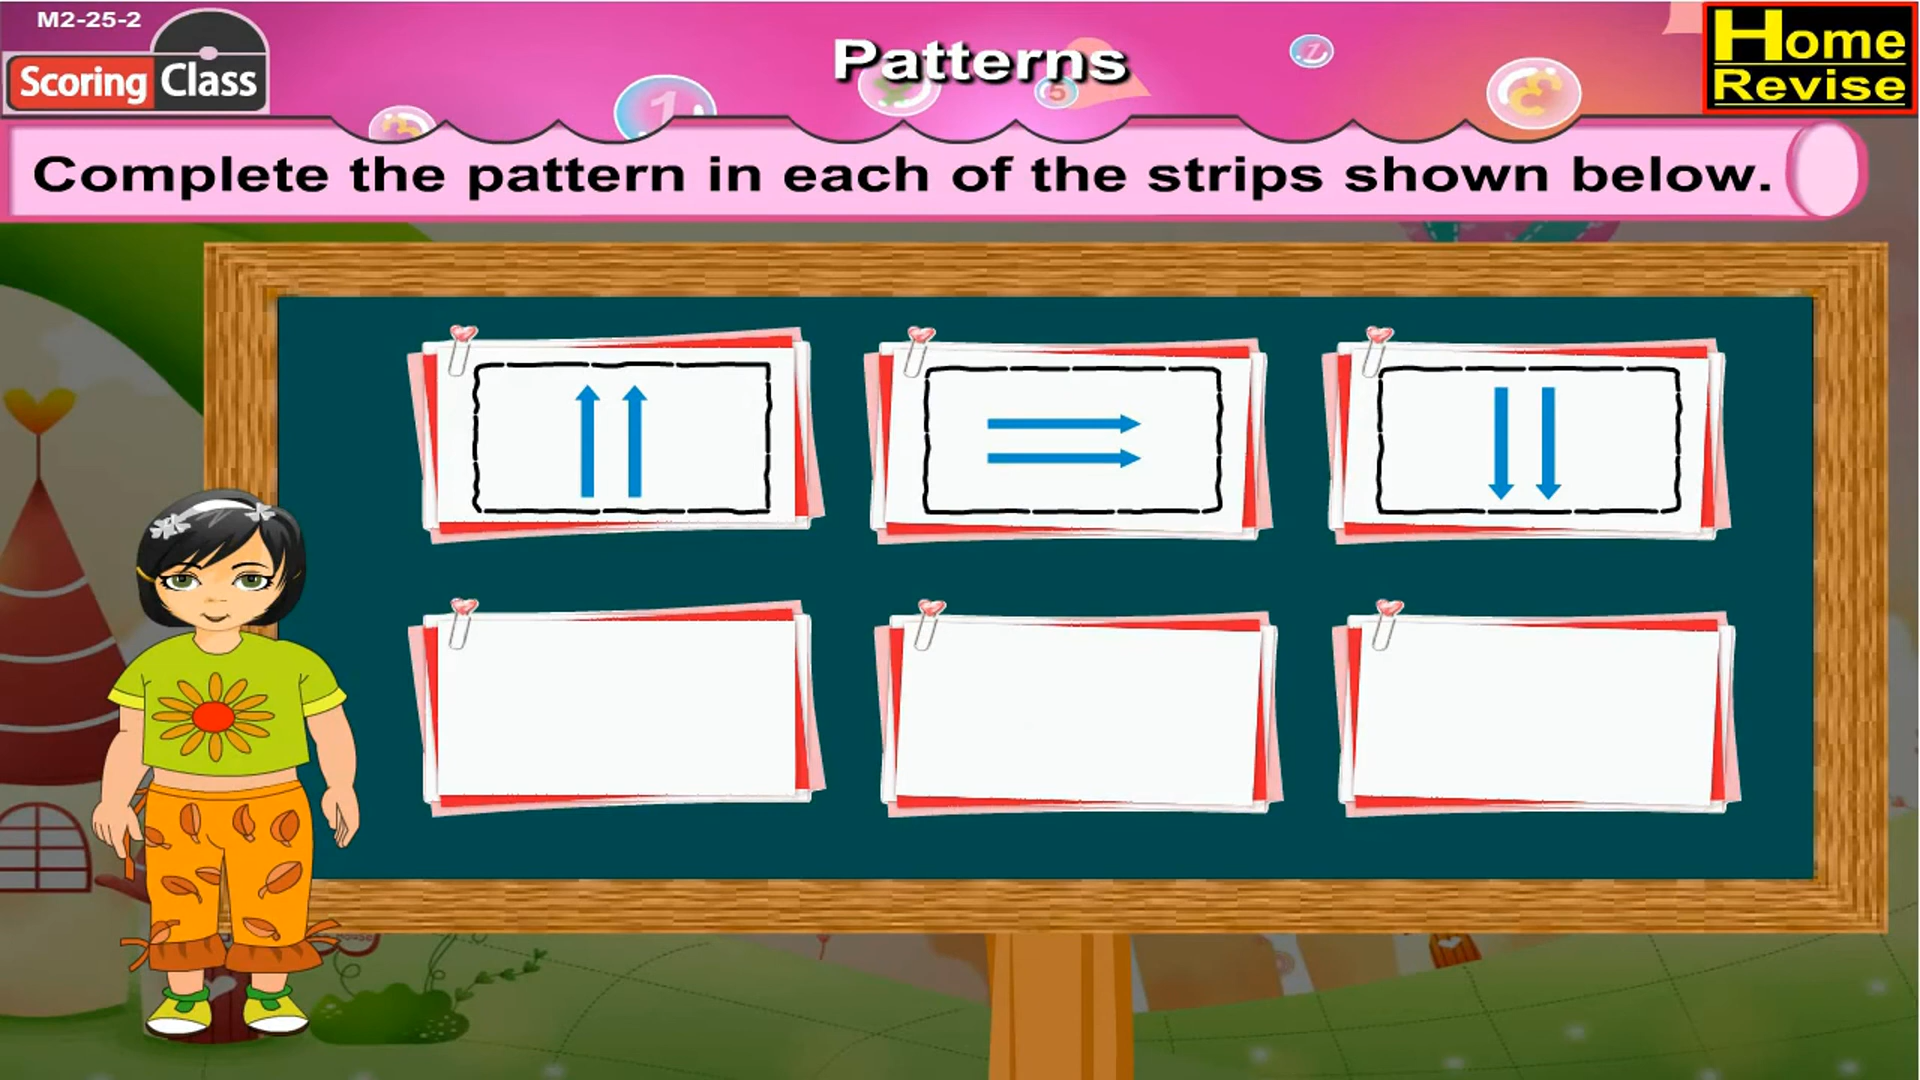 M2-25-2
Scoring Class
Patterns
Home
Revise
Complete the pattern in each of the strips shown below.